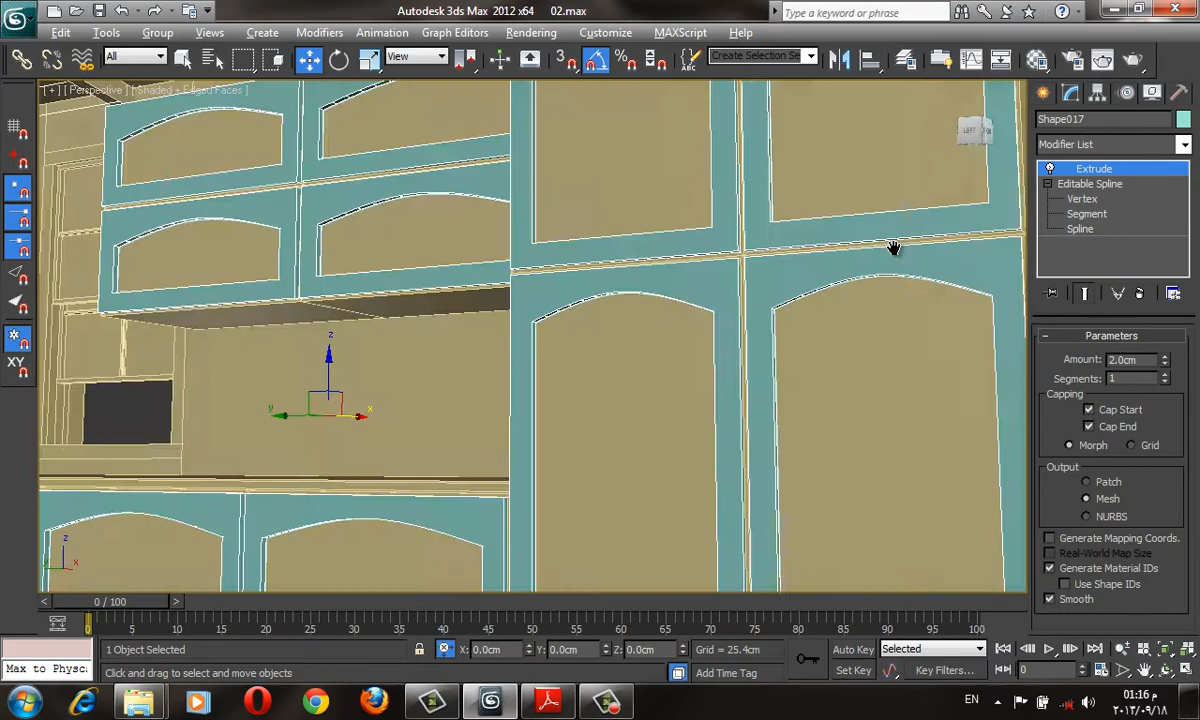 Autodesk 3ds Max 2012 x64 02.max
Type a keyword or phrase
Edit Tools Group Views Create Modifiers Animation Graph Editors Rendering Customize MAXScript Help
All View Create Selection Se
[ + ] [ Perspective ] [ Shaded + Edged Faces ]
LEFT
Shape017
Modifier List
Extrude
Editable Spline
Vertex
Segment
Spline
XY
z
y
x
z
x
Parameters
Amount: 2.0cm
Segments: 1
Capping
Cap Start
Cap End
Morph Grid
Output
Patch
Mesh
NURBS
Generate Mapping Coords.
Real-World Map Size
Generate Material IDs
Use Shape IDs
Smooth
0 / 100
0 5 10 15 20 25 30 35 40 45 50 55 60 65 70 75 80 85 90 95 100
1 Object Selected X: 0.0cm Y: 0.0cm Z: 0.0cm Grid = 25.4cm Auto Key Selected
Max to Physc
Click and drag to select and move objects Add Time Tag Set Key Key Filters... 0
EN
01:16 م
٢٠١٣/٠٩/١٨